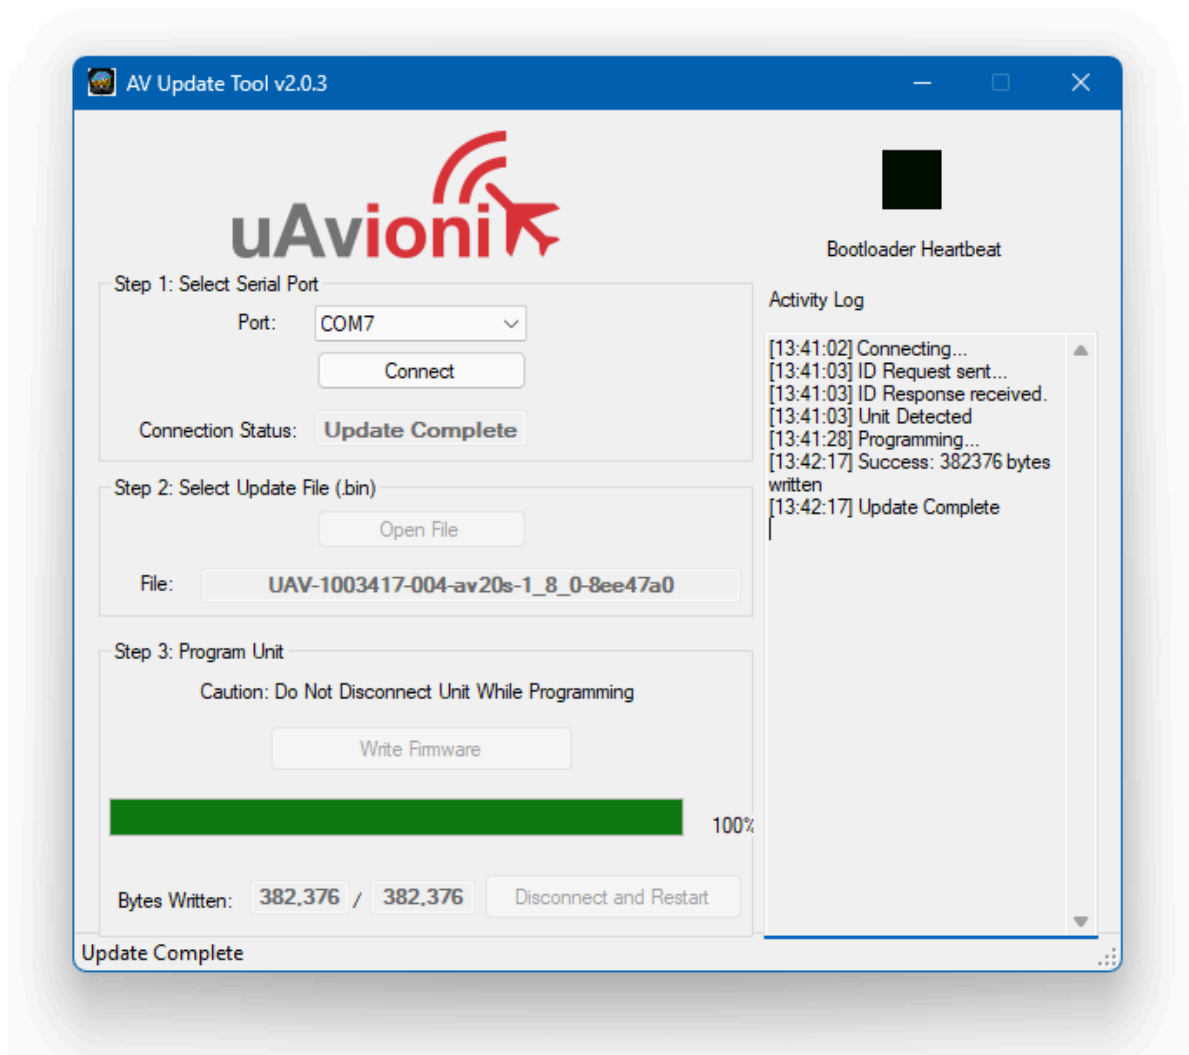 AV Update Tool v2.0.3
uAvioni
Bootloader Heartbeat
Step 1: Select Serial Port
Port:
COM7
Connect
Connection Status:
Update Complete
Step 2: Select Update File (.bin)
Open File
File:
UAV-1003417-004-av20s-1_8_0-8ee47a0
Step 3: Program Unit
Caution: Do Not Disconnect Unit While Programming
Write Firmware
100%
Bytes Written:
382,376 / 382,376
Disconnect and Restart
Activity Log
[13:41:02] Connecting...
[13:41:03] ID Request sent...
[13:41:03] ID Response received.
[13:41:03] Unit Detected
[13:41:28] Programming...
[13:42:17] Success: 382376 bytes
written
[13:42:17] Update Complete
Update Complete